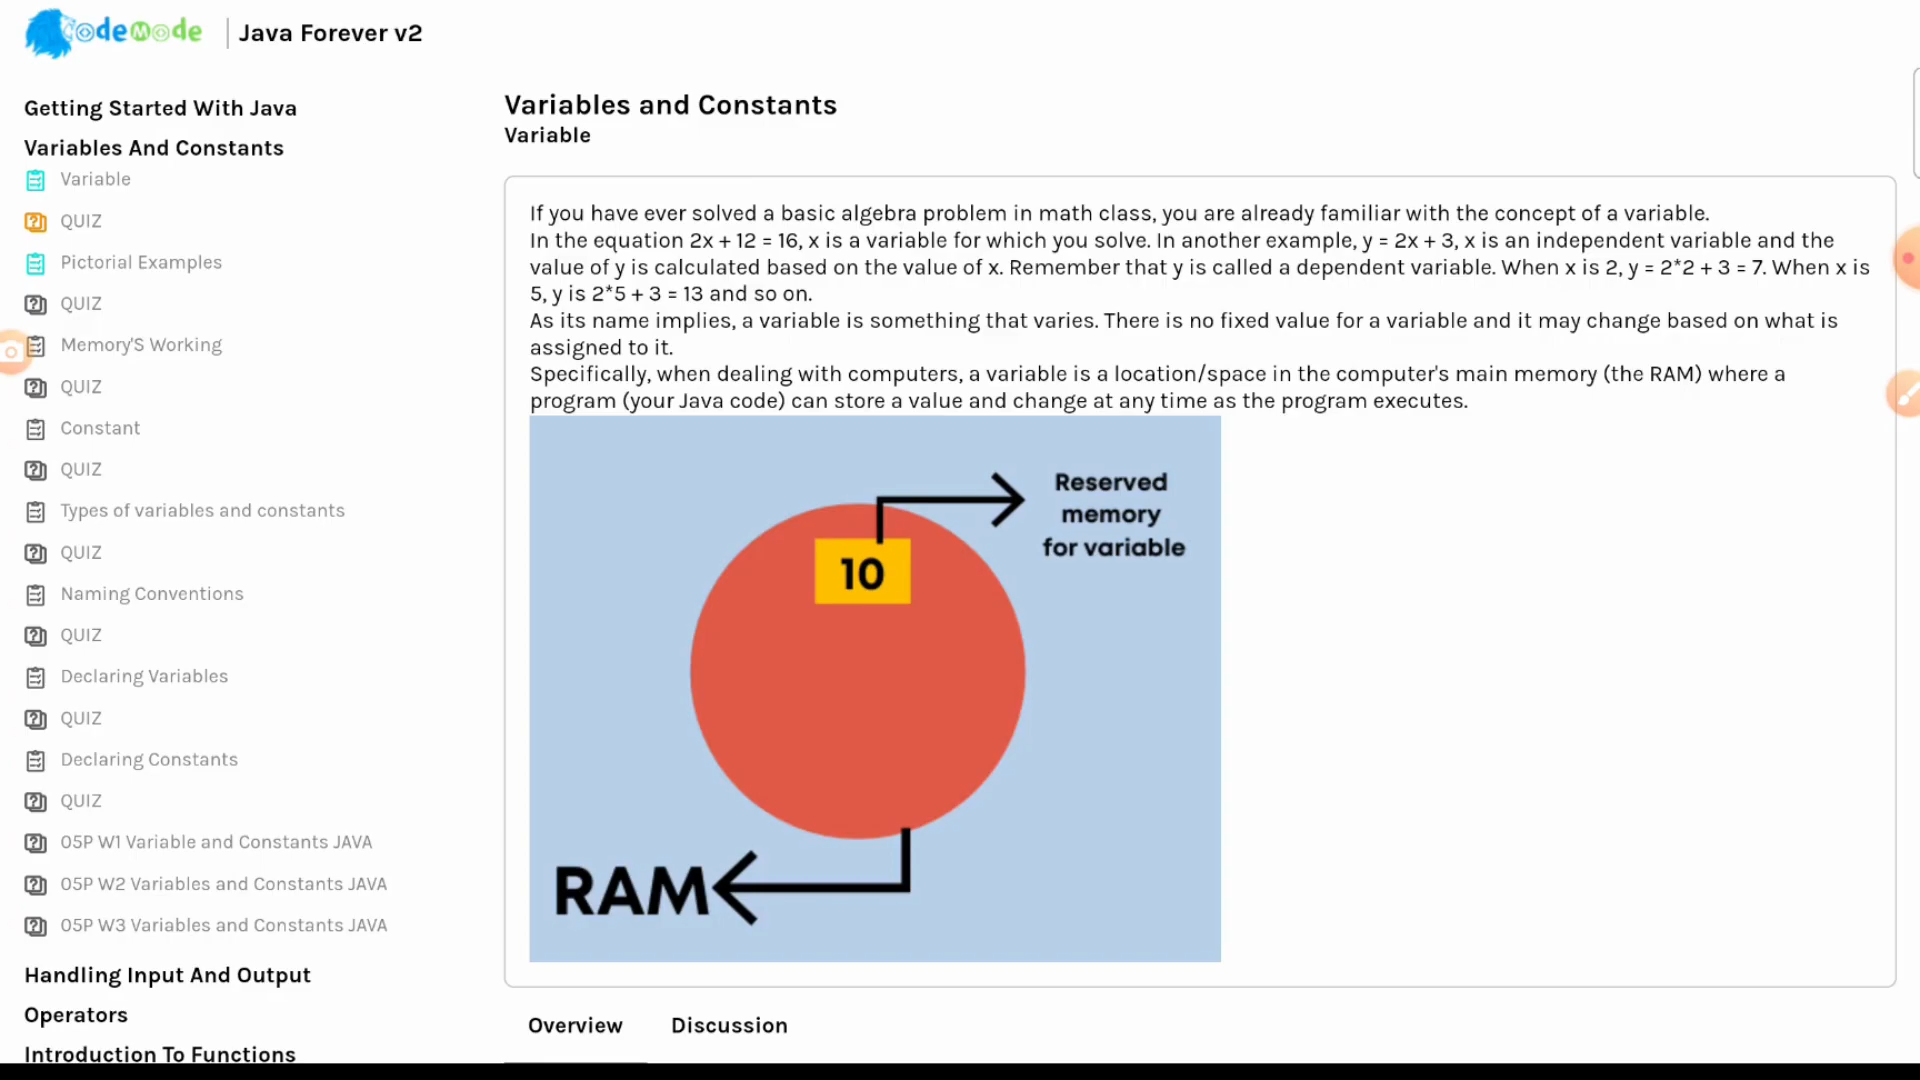 CodeMode
Java Forever v2
Getting Started With Java
Variables And Constants
Variable
QUIZ
Pictorial Examples
QUIZ
Memory'S Working
QUIZ
Constant
QUIZ
Types of variables and constants
QUIZ
Naming Conventions
QUIZ
Declaring Variables
QUIZ
Declaring Constants
QUIZ
05P W1 Variable and Constants JAVA
05P W2 Variables and Constants JAVA
05P W3 Variables and Constants JAVA
Handling Input And Output
Operators
Introduction To Functions
Variables and Constants
Variable
If you have ever solved a basic algebra problem in math class, you are already familiar with the concept of a variable.
In the equation 2x + 12 = 16, x is a variable for which you solve. In another example, y = 2x + 3, x is an independent variable and the
value of y is calculated based on the value of x. Remember that y is called a dependent variable. When x is 2, y = 2*2 + 3 = 7. When x is
5, y is 2*5 + 3 = 13 and so on.
As its name implies, a variable is something that varies. There is no fixed value for a variable and it may change based on what is
assigned to it.
Specifically, when dealing with computers, a variable is a location/space in the computer's main memory (the RAM) where a
program (your Java code) can store a value and change at any time as the program executes.
Reserved
memory
for variable
10
RAM
Overview
Discussion